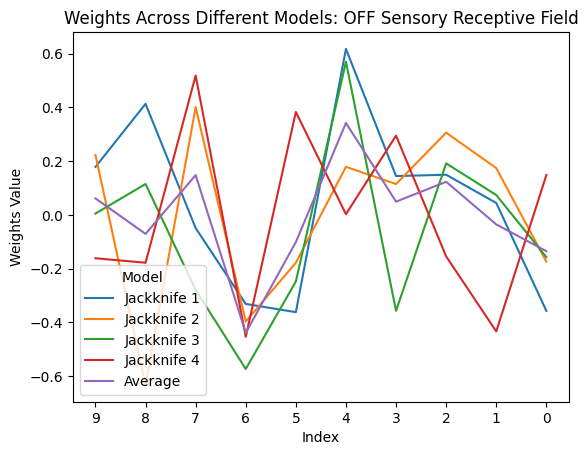 Weights Across Different Models: OFF Sensory Receptive Field
Weights Value
0.6
0.4
0.2
0.0
−0.2
−0.4
−0.6
Model
Jackknife 1
Jackknife 2
Jackknife 3
Jackknife 4
Average
9 8 7 6 5 4 3 2 1 0
Index